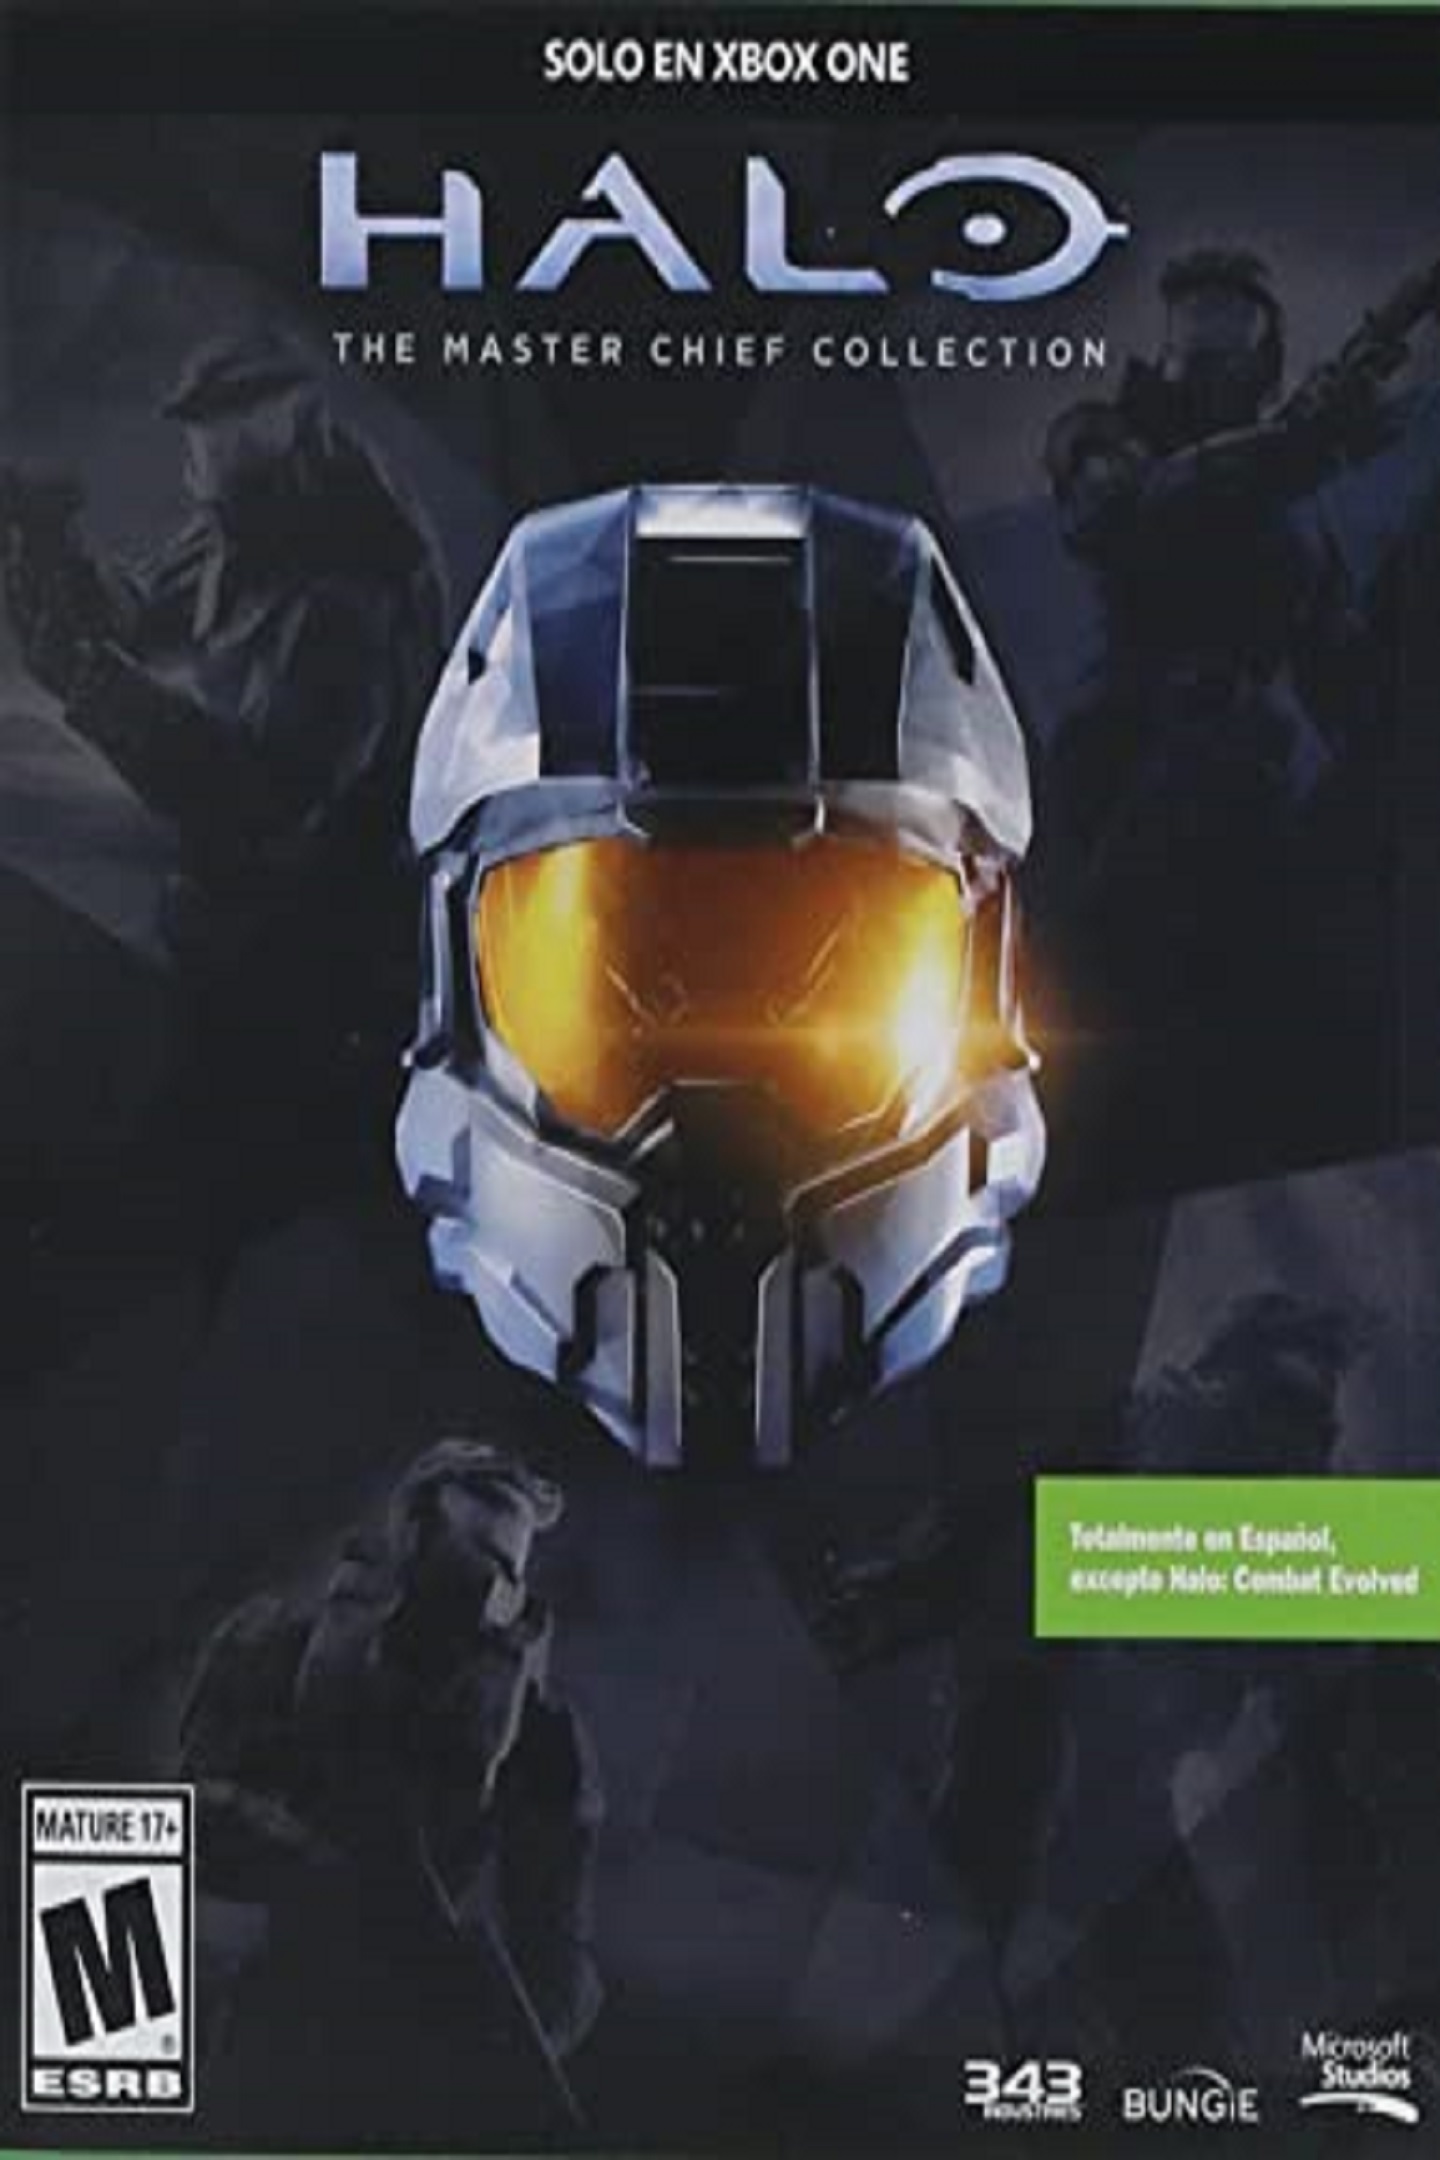 SOLO EN XBOX ONE
HALO
THE MASTER CHIEF COLLECTION
Totalmente en Español,
excepto Halo: Combat Evolved
MATURE 17+
M
®
ESRB
343
INDUSTRIES
BUNGiE
Microsoft
Studios